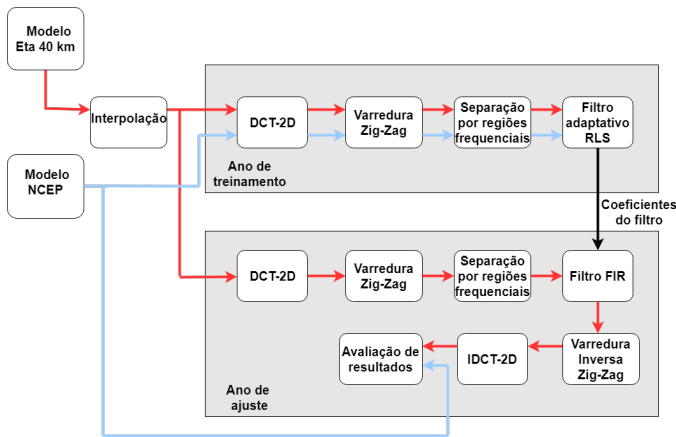 Modelo
Eta 40 km
Interpolação
DCT-2D
Varredura
Zig-Zag
Separação
por regiões
frequenciais
Filtro
adaptativo
RLS
Ano de
treinamento
Modelo
NCEP
Coeficientes
do filtro
DCT-2D
Varredura
Zig-Zag
Separação
por regiões
frequenciais
Filtro FIR
Avaliação de
resultados
IDCT-2D
Varredura
Inversa
Zig-Zag
Ano de
ajuste